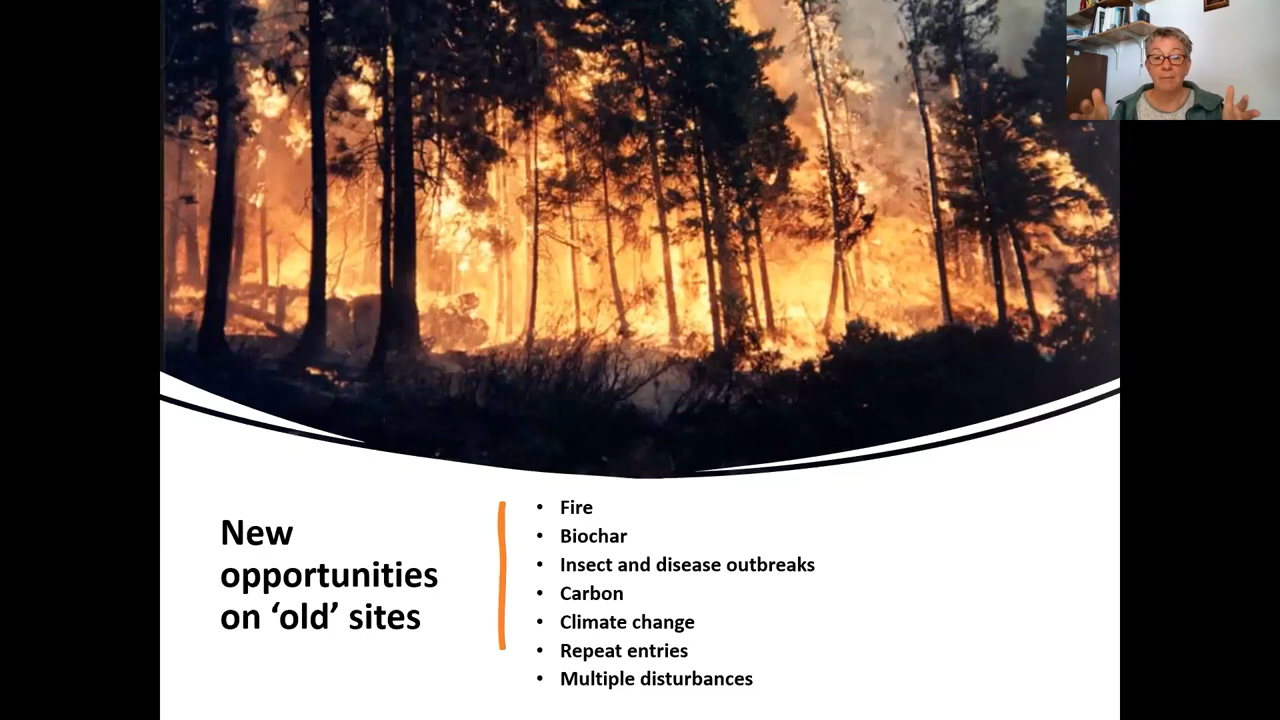 New
opportunities
on ‘old’ sites
• Fire
• Biochar
• Insect and disease outbreaks
• Carbon
• Climate change
• Repeat entries
• Multiple disturbances